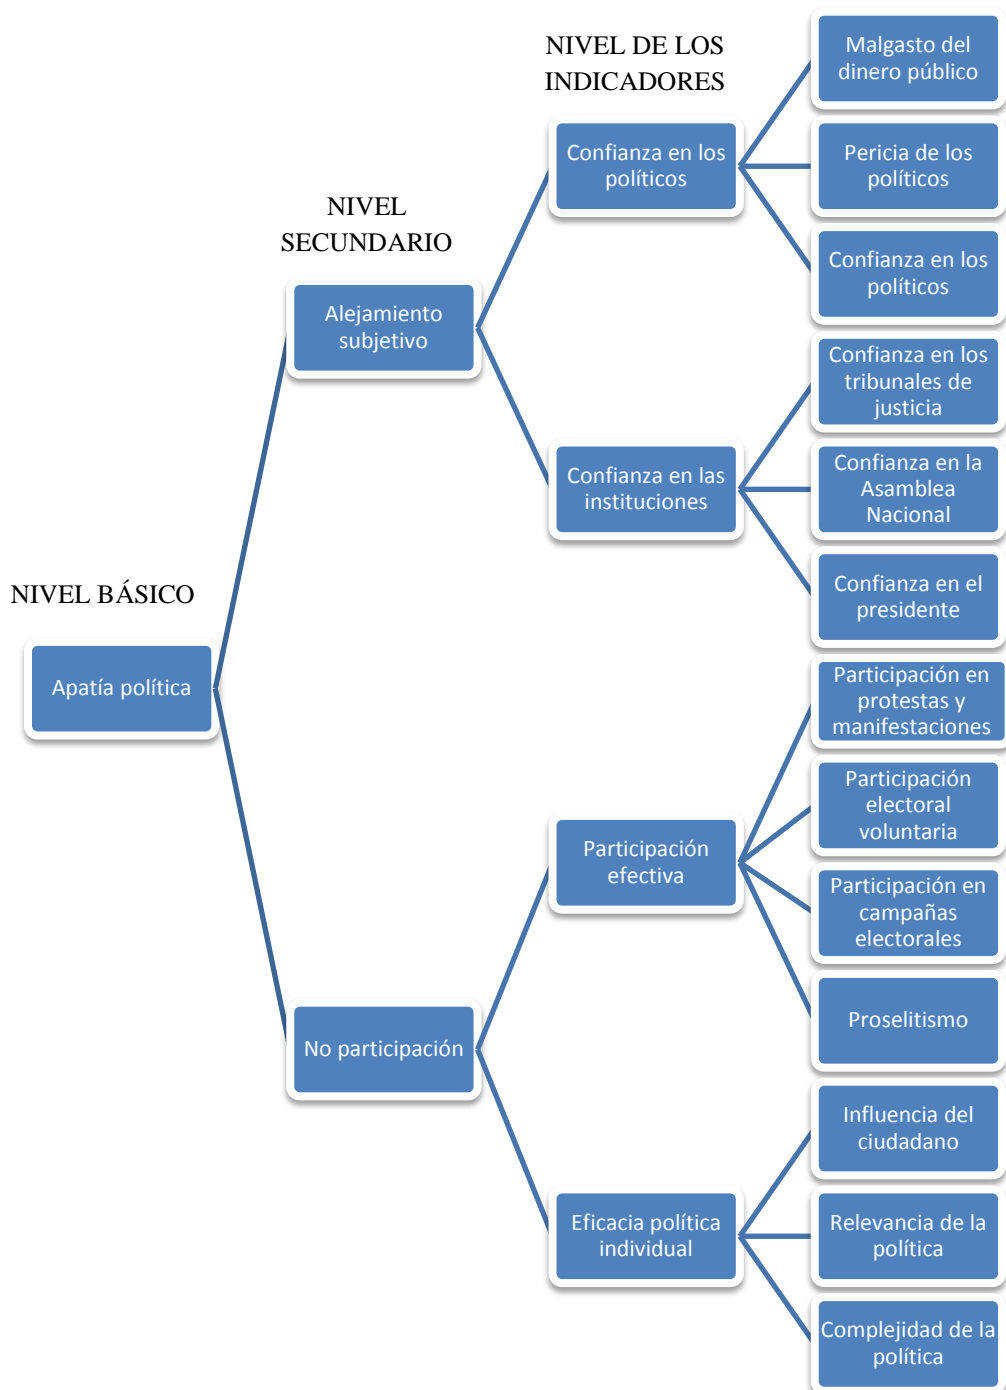 NIVEL DE LOS
INDICADORES
Malgasto del
dinero público
Confianza en los
políticos
Pericia de los
políticos
NIVEL
SECUNDARIO
Confianza en los
políticos
Alejamiento
subjetivo
Confianza en los
tribunales de
justicia
Confianza en las
instituciones
Confianza en la
Asamblea
Nacional
NIVEL BÁSICO
Confianza en el
presidente
Apatía política
Participación en
protestas y
manifestaciones
Participación
electoral
voluntaria
Participación
efectiva
Participación en
campañas
electorales
No participación
Proselitismo
Influencia del
ciudadano
Eficacia política
individual
Relevancia de la
política
Complejidad de la
política